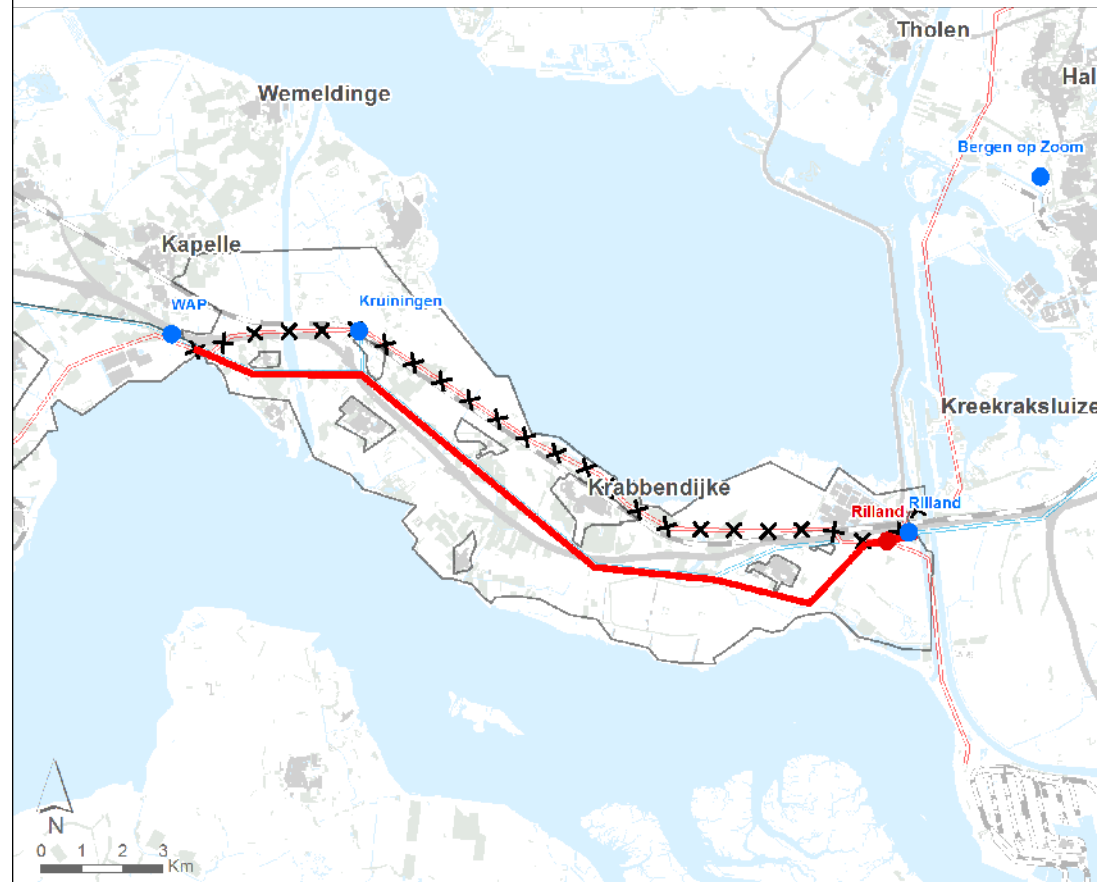 Tholen
Hal
Wemeldinge
Bergen op Zoom
Kapelle
WAP
Kruiningen
Kreekraksluize
Krabbendijke
Rilland
Rilland
N
0 1 2 3
Km